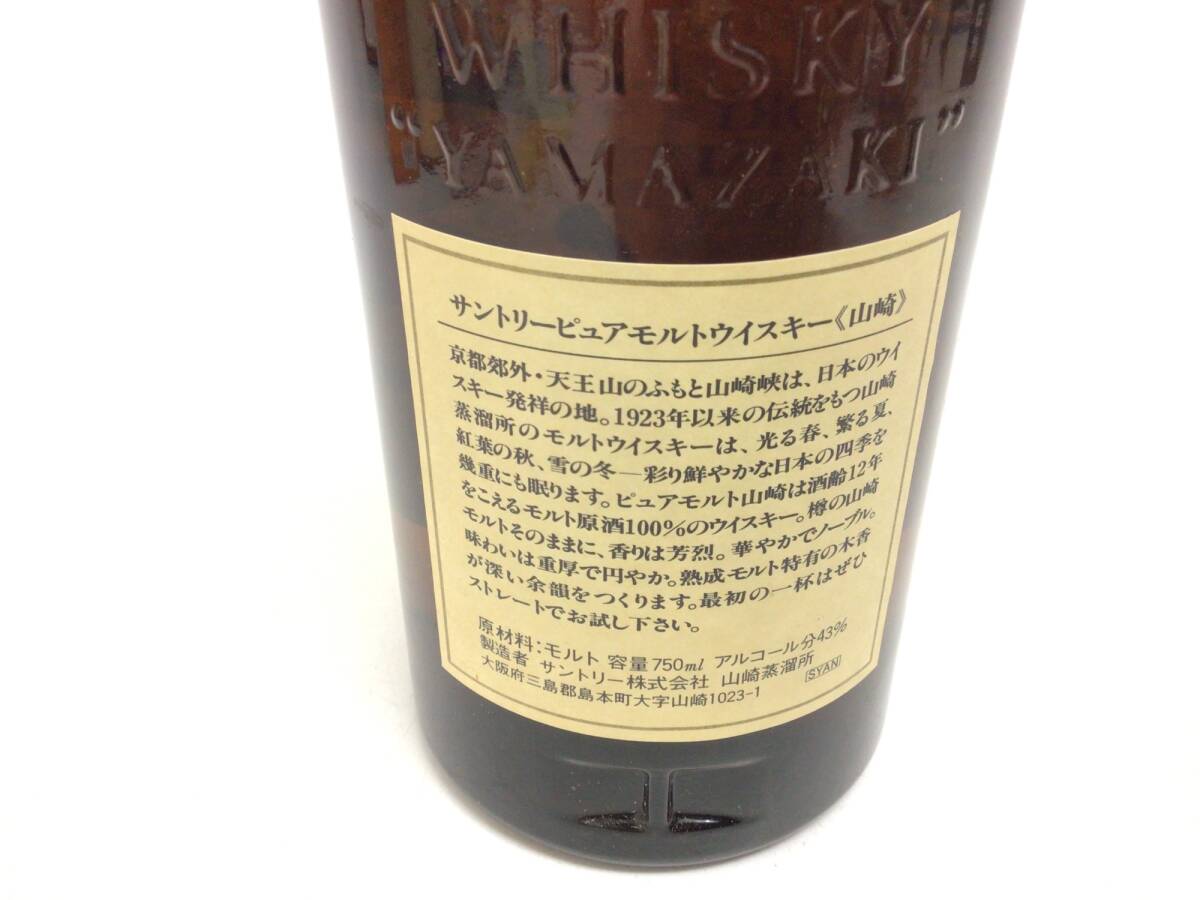 WHISKY
"YAMAZAKI"
サントリーピュアモルトウイスキー《山崎》
京都郊外・天王山のふもと山崎峡は、日本のウイ
スキー発祥の地。1923年以来の伝統をもつ山崎
蒸溜所のモルトウイスキーは、光る春、繁る夏、
紅葉の秋、雪の冬—彩り鮮やかな日本の四季を
幾重にも眠ります。ピュアモルト山崎は酒齢12年
をこえるモルト原酒100%のウイスキー。樽の山崎
モルトそのままに、香りは芳烈。華やかでノーブル。
味わいは重厚で円やか。熟成モルト特有の木香
が深い余韻をつくります。最初の一杯はぜひ
ストレートでお試し下さい。
原材料:モルト 容量750ml アルコール分43%
製造者 サントリー株式会社 山崎蒸溜所
大阪府三島郡島本町大字山崎1023-1 SYAN